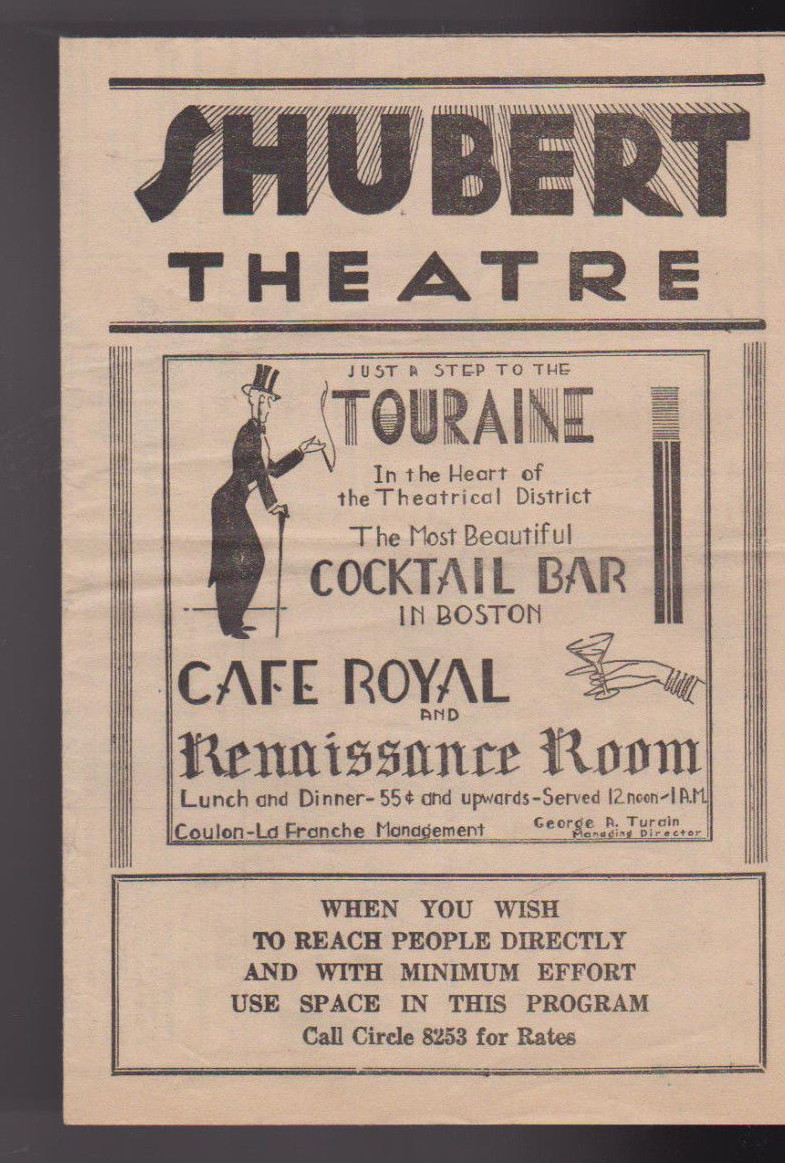 SHUBERT
THEATRE
JUST A STEP TO THE
TOURAINE
In the Heart of
the Theatrical District
The Most Beautiful
COCKTAIL BAR
IN BOSTON
CAFE ROYAL
AND
Renaissance Room
Lunch and Dinner-55¢ and upwards-Served 12 noon-1 A.M.
Coulon-La Franche Management
George A. Turain
Managing Director
WHEN YOU WISH
TO REACH PEOPLE DIRECTLY
AND WITH MINIMUM EFFORT
USE SPACE IN THIS PROGRAM
Call Circle 8253 for Rates